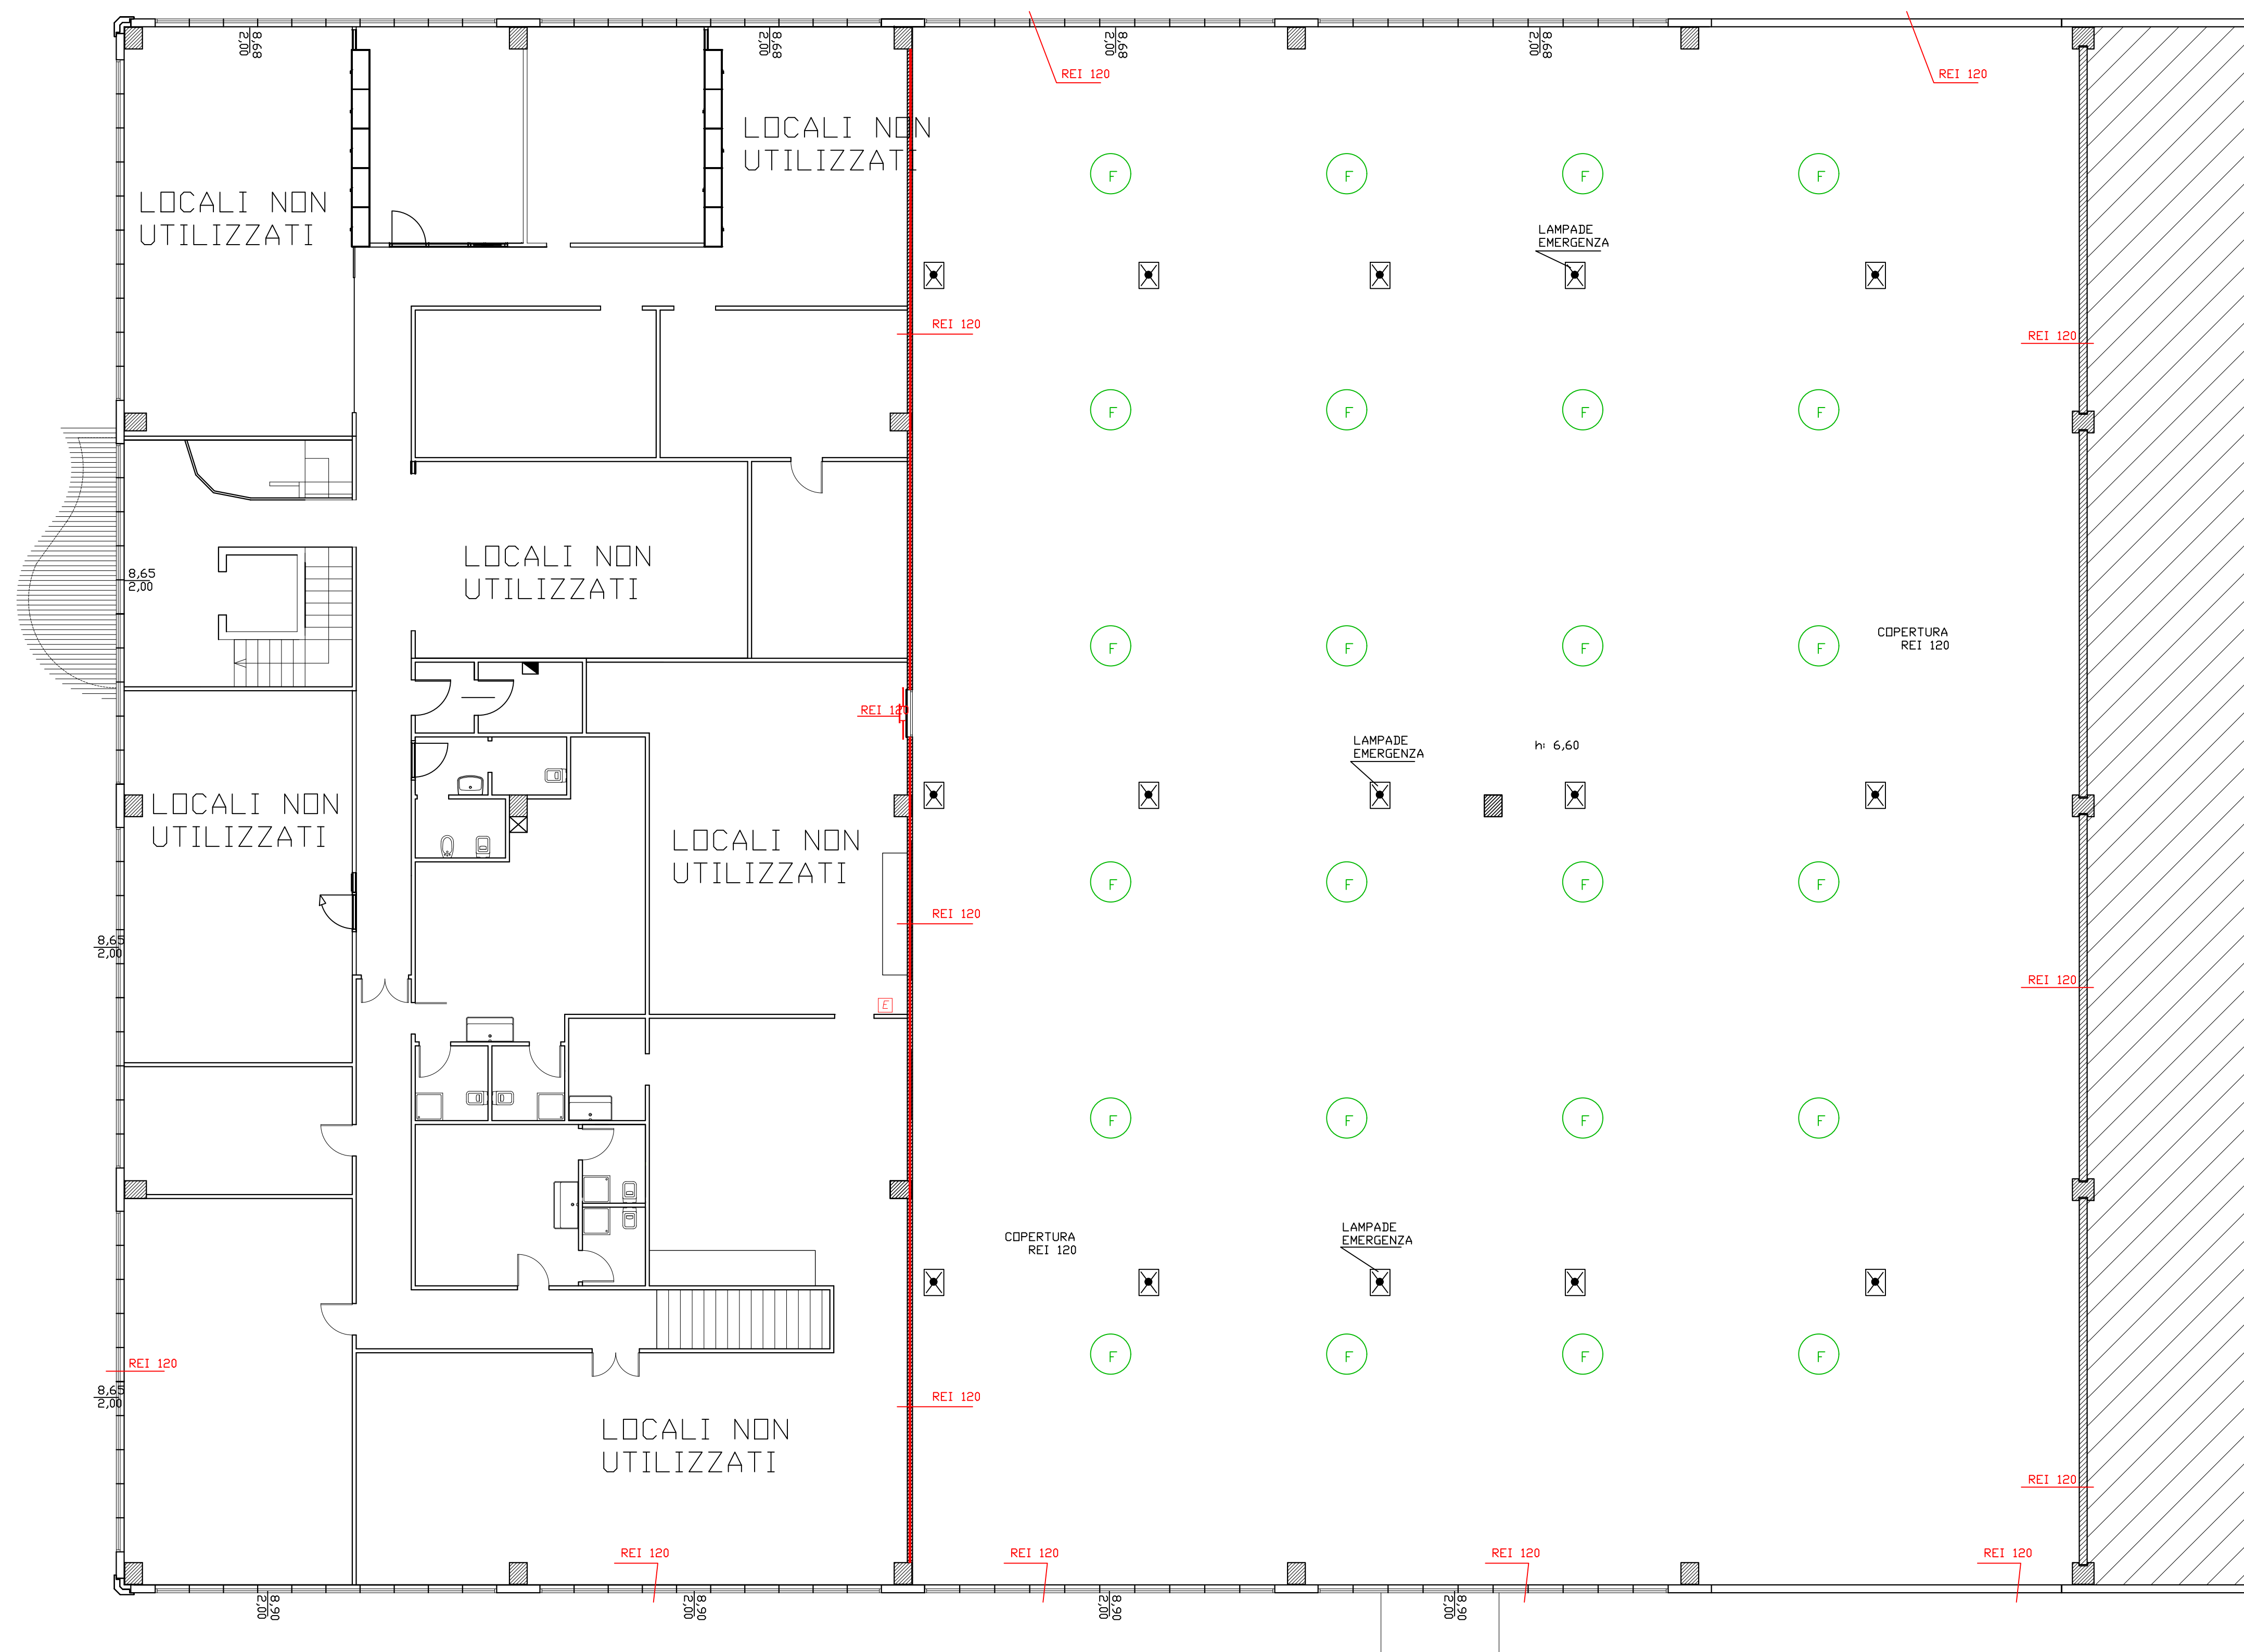 8,68
2,00
8,68
2,00
8,68
2,00
8,68
2,00
REI 120
REI 120
LOCALI NON
UTILIZZATI
LOCALI NON
UTILIZZATI
F
F
F
F
LAMPADE
EMERGENZA
REI 120
REI 120
F
F
F
F
LOCALI NON
UTILIZZATI
8,65
2,00
F
F
F
F
COPERTURA
REI 120
REI 120
LAMPADE
EMERGENZA
h: 6,60
LOCALI NON
UTILIZZATI
LOCALI NON
UTILIZZATI
F
F
F
F
REI 120
8,65
2,00
REI 120
E
F
F
F
F
COPERTURA
REI 120
LAMPADE
EMERGENZA
F
F
F
F
REI 120
8,65
2,00
REI 120
LOCALI NON
UTILIZZATI
REI 120
REI 120
REI 120
REI 120
REI 120
8,90
2,00
8,90
2,00
8,90
2,00
8,90
2,00